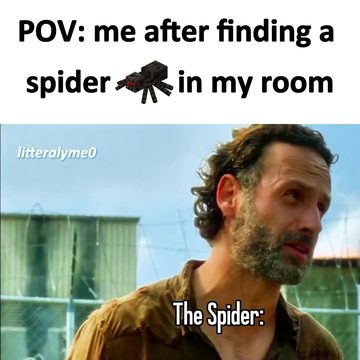 POV: me after finding a
spider in my room
litteralyme0
The Spider: